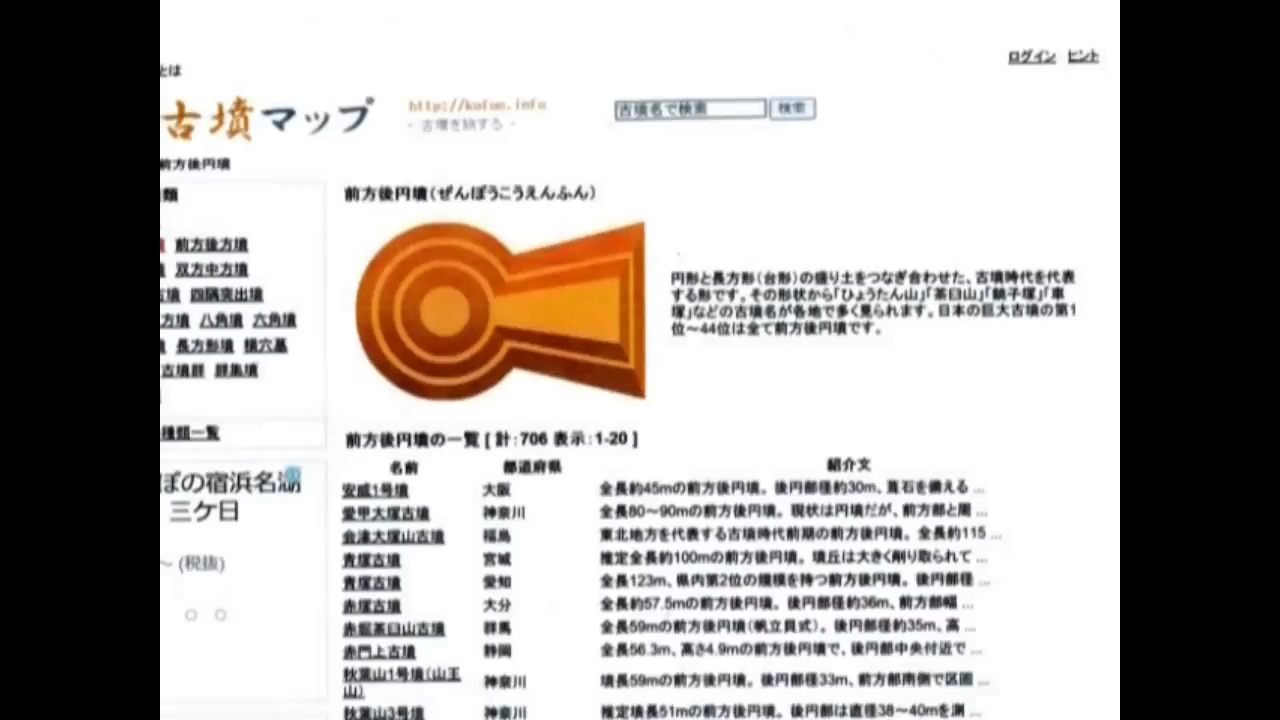 ログイン ヒント
とは
古墳マップ
http://kofun.info
- 古墳を旅する -
古墳名で検索 検索
前方後円墳
類
前方後円墳(ぜんぽうこうえんふん)
前方後方墳
双方中方墳
四隅突出墳
方墳 八角墳 六角墳
長方形墳 横穴墓
古墳群 群集墳
種類一覧
円形と長方形(台形)の盛り土をつなぎ合わせた、古墳時代を代表
する形です。その形状から「ひょうたん山」「茶臼山」「銚子塚」「車
塚」などの古墳名が各地で多く見られます。日本の巨大古墳の第1
位～44位は全て前方後円墳です。
ぽの宿浜名湖
三ケ日
～ (税抜)
前方後円墳の一覧 [ 計:706 表示:1-20 ]
名前 都道府県 紹介文
安威1号墳 大阪 全長約45mの前方後円墳。後円部径約30m、葺石を備える ...
愛甲大塚古墳 神奈川 全長80～90mの前方後円墳。現状は円墳だが、前方部と周 ...
会津大塚山古墳 福島 東北地方を代表する古墳時代前期の前方後円墳。全長約115 ...
青塚古墳 宮城 推定全長約100mの前方後円墳。墳丘は大きく削り取られて ...
青塚古墳 愛知 全長123m、県内第2位の規模を持つ前方後円墳。後円部径 ...
赤塚古墳 大分 全長約57.5mの前方後円墳。後円部径約36m、前方部幅 ...
赤堀茶臼山古墳 群馬 全長59mの前方後円墳(帆立貝式)。後円部径約35m、高 ...
赤門上古墳 静岡 全長56.3m、高さ4.9mの前方後円墳で、後円部中央付近で ...
秋葉山1号墳(山王
山) 神奈川 墳長59mの前方後円墳。後円部径33m、前方部南側で区画 ...
秋葉山3号墳 神奈川 推定墳長51mの前方後円墳。後円部は直径38～40mを測 ...